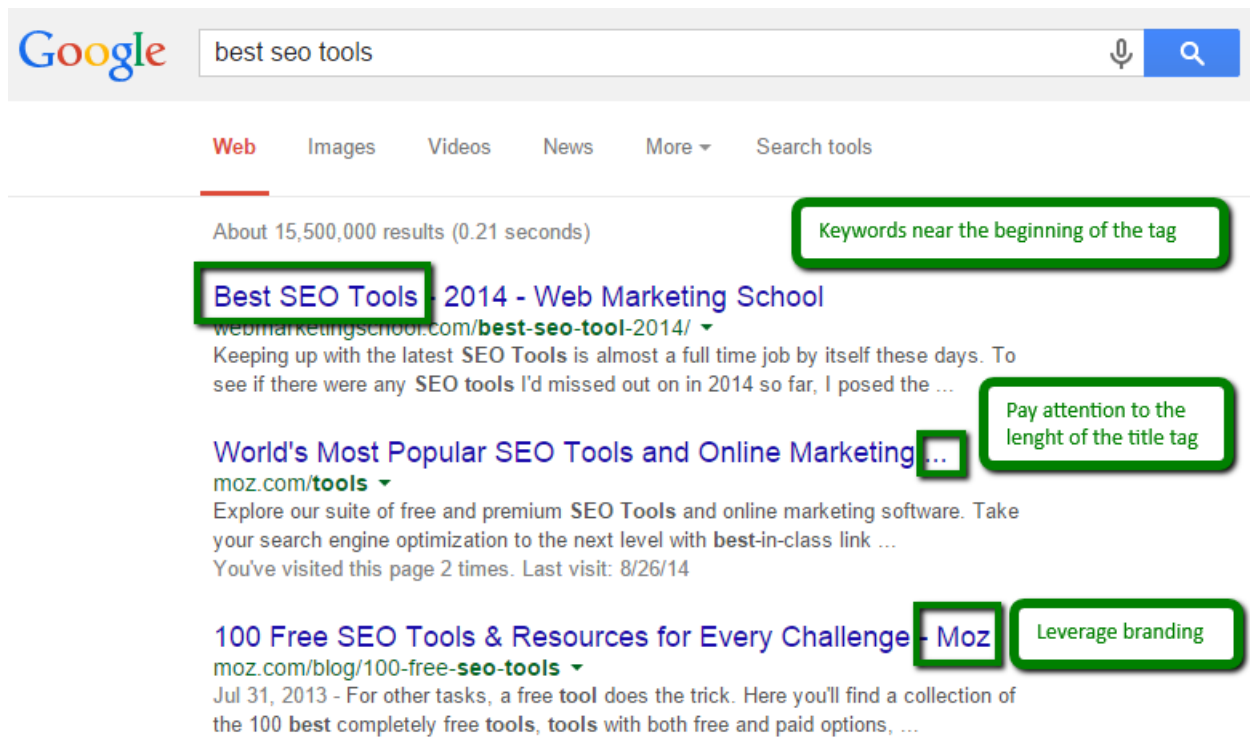 Google best seo tools
Web Images Videos News More Search tools
About 15,500,000 results (0.21 seconds)
Keywords near the beginning of the tag
Best SEO Tools - 2014 - Web Marketing School
webmarketingschool.com/best-seo-tool-2014/
Keeping up with the latest SEO Tools is almost a full time job by itself these days. To
see if there were any SEO tools I'd missed out on in 2014 so far, I posed the ...
Pay attention to the
lenght of the title tag
World's Most Popular SEO Tools and Online Marketing ...
moz.com/tools
Explore our suite of free and premium SEO Tools and online marketing software. Take
your search engine optimization to the next level with best-in-class link ...
You've visited this page 2 times. Last visit: 8/26/14
100 Free SEO Tools & Resources for Every Challenge - Moz
Leverage branding
moz.com/blog/100-free-seo-tools
Jul 31, 2013 - For other tasks, a free tool does the trick. Here you'll find a collection of
the 100 best completely free tools, tools with both free and paid options, ...